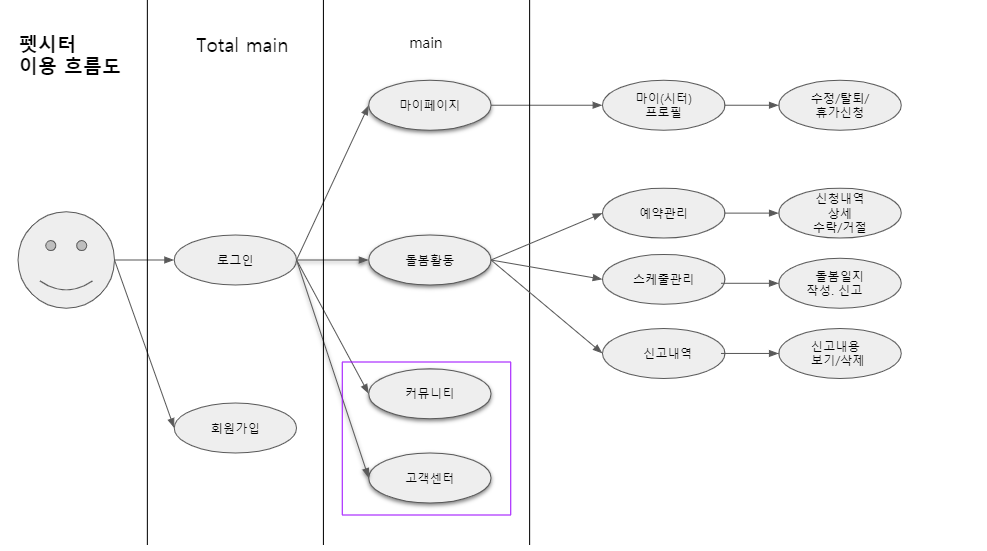 펫시터
이용 흐름도
Total main
main
마이페이지
마이(시터)
프로필
수정/탈퇴/
휴가신청
로그인
돌봄활동
예약관리
신청내역
상세
수락/거절
스케줄관리
돌봄일지
작성. 신고
신고내역
신고내용
보기/삭제
커뮤니티
회원가입
고객센터